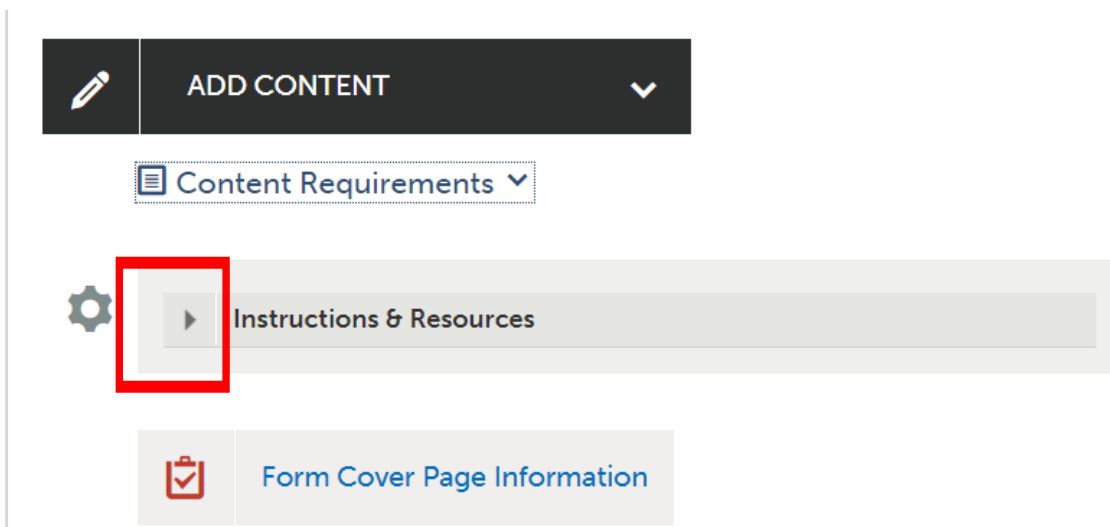 ADD CONTENT
Content Requirements
Instructions & Resources
Form Cover Page Information